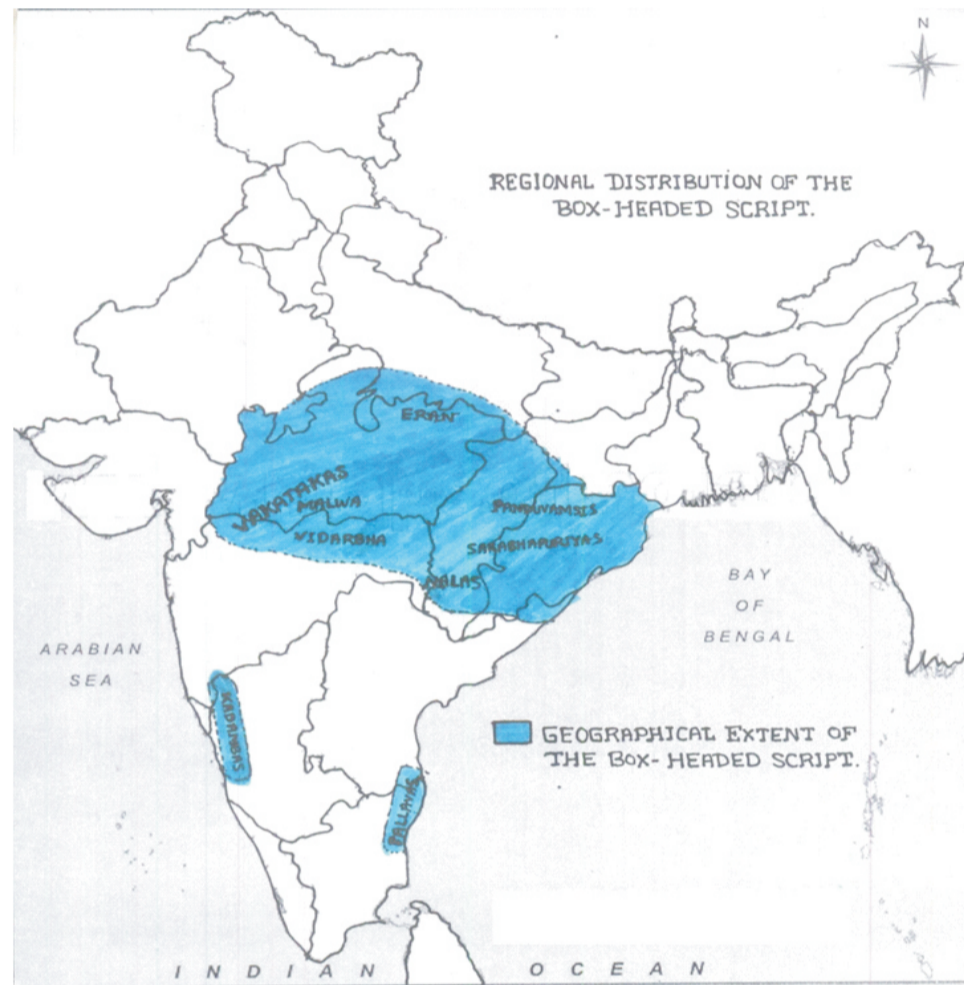 N
REGIONAL DISTRIBUTION OF THE
BOX-HEADED SCRIPT.
ERAN
VAKATAKAS
MALWA
PANDUVAMSIS
VIDARBHA
SARABHAPURIYAS
NALAS
BAY
OF
BENGAL
ARABIAN
SEA
KADAMBAS
GEOGRAPHICAL EXTENT OF
THE BOX-HEADED SCRIPT.
PALLAVAS
INDIAN OCEAN